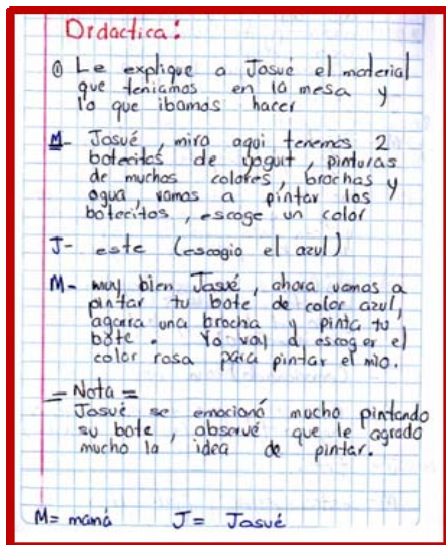 Didactica:
① Le explique a Josué el material
que teniamos en la mesa y
lo que ibamos hacer
M- Josué, mira aqui tenemos 2
botecitos de yogurt, pinturas
de muchos colores, brochas y
agua, vamos a pintar los
botecitos, escoge un color
J- este (escogio el azul)
M- muy bien Josué, ahora vamos a
pintar tu bote de color azul,
agarra una brocha y pinta tu
bote. Yo voy a escoger el
color rosa para pintar el mio.
= Nota =
Josué se emocionó mucho pintando
su bote, observé que le agrado
mucho la idea de pintar.
M= mamá J= Josué